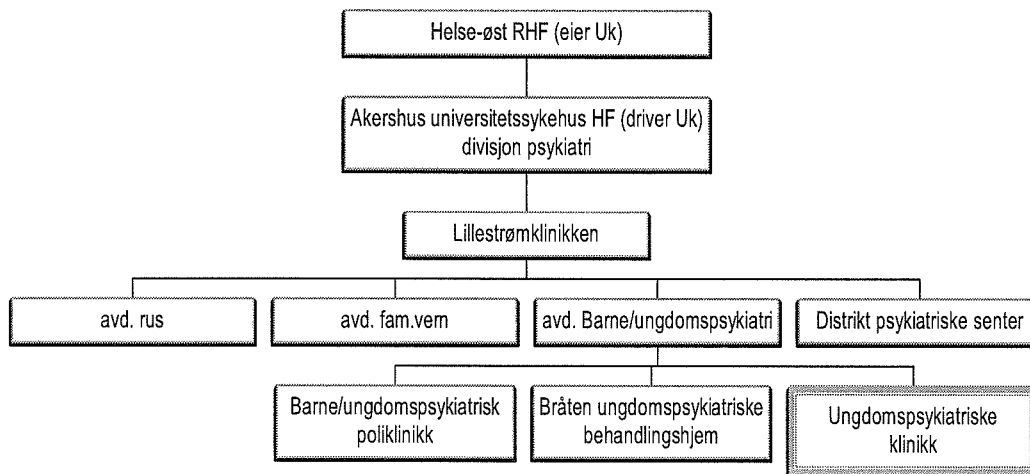 Helse-øst RHF (eier Uk)
Akershus universitetssykehus HF (driver Uk)
divisjon psykiatri
Lillestrømklinikken
avd. rus
avd. fam.vern
avd. Barne/ungdomspsykiatri
Distrikt psykiatriske senter
Barne/ungdomspsykiatrisk
poliklinikk
Bråten ungdomspsykiatriske
behandlingshjem
Ungdomspsykiatriske
klinikk